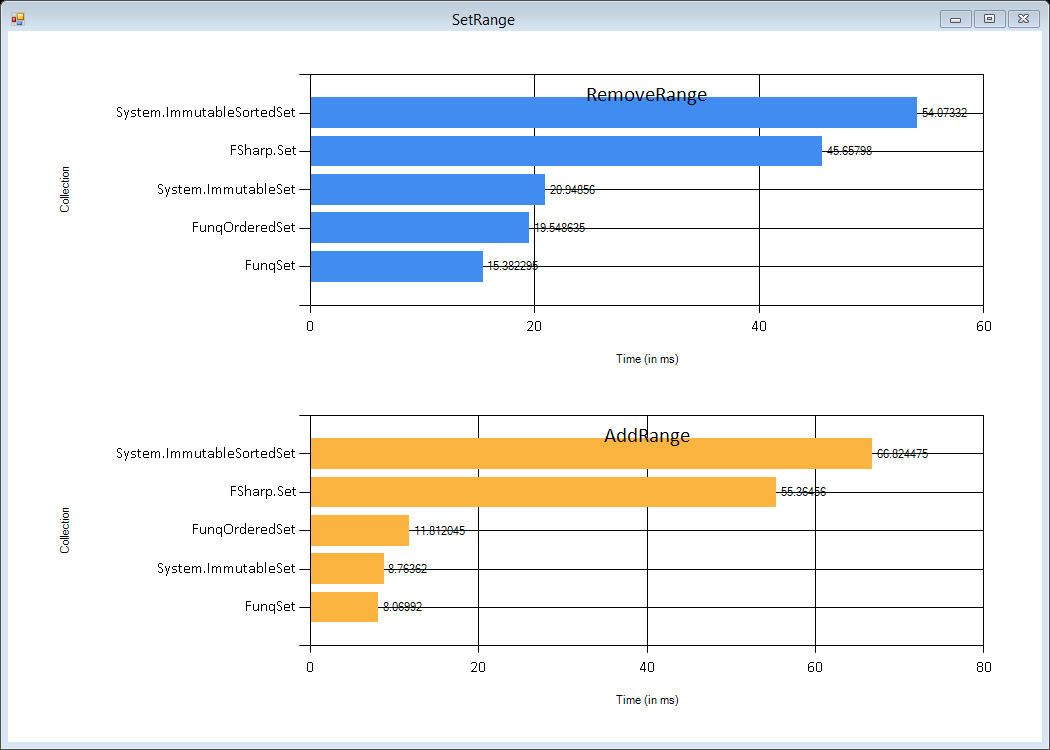 SetRange
RemoveRange
System.ImmutableSortedSet 54.07332
FSharp.Set 45.65798
System.ImmutableSet 20.94856
FunqOrderedSet 19.548635
FunqSet 15.382295
Collection
0 20 40 60
Time (in ms)
AddRange
System.ImmutableSortedSet 66.824475
FSharp.Set 55.36456
FunqOrderedSet 11.812045
System.ImmutableSet 8.76362
FunqSet 8.06992
Collection
0 20 40 60 80
Time (in ms)